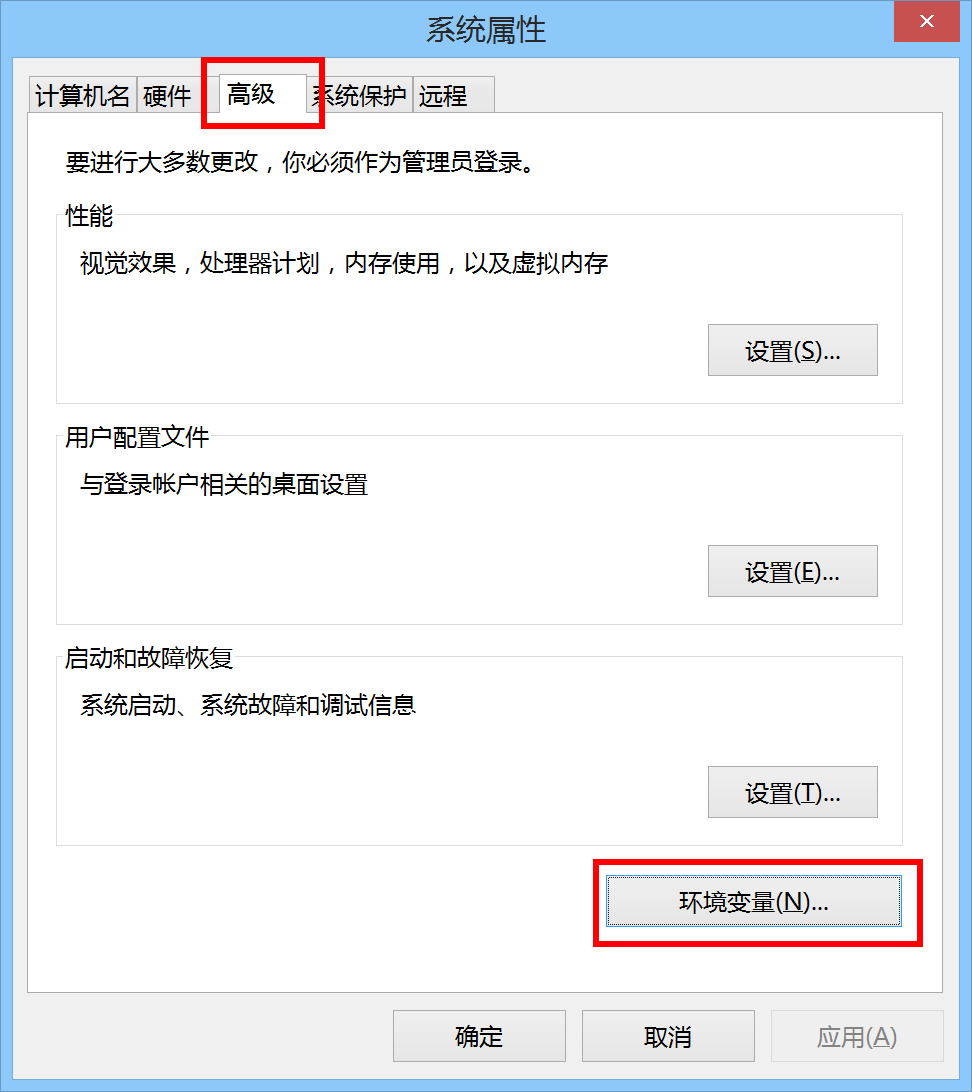 系统属性
计算机名 硬件 高级 系统保护 远程
要进行大多数更改，你必须作为管理员登录。
性能
视觉效果，处理器计划，内存使用，以及虚拟内存
设置(S)...
用户配置文件
与登录帐户相关的桌面设置
设置(E)...
启动和故障恢复
系统启动、系统故障和调试信息
设置(T)...
环境变量(N)...
确定 取消 应用(A)